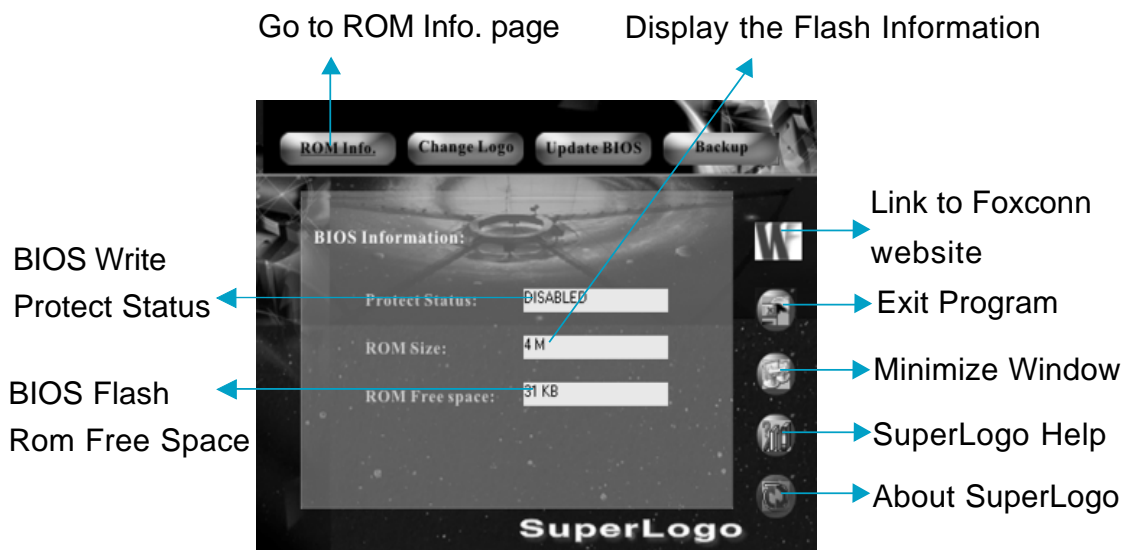 Go to ROM Info. page
Display the Flash Information
ROM Info.
Change Logo
Update BIOS
Backup
BIOS Information:
Link to Foxconn
website
BIOS Write
Protect Status
Protect Status:
DISABLED
Exit Program
ROM Size:
4 M
Minimize Window
BIOS Flash
Rom Free Space
ROM Free space:
31 KB
SuperLogo Help
About SuperLogo
SuperLogo